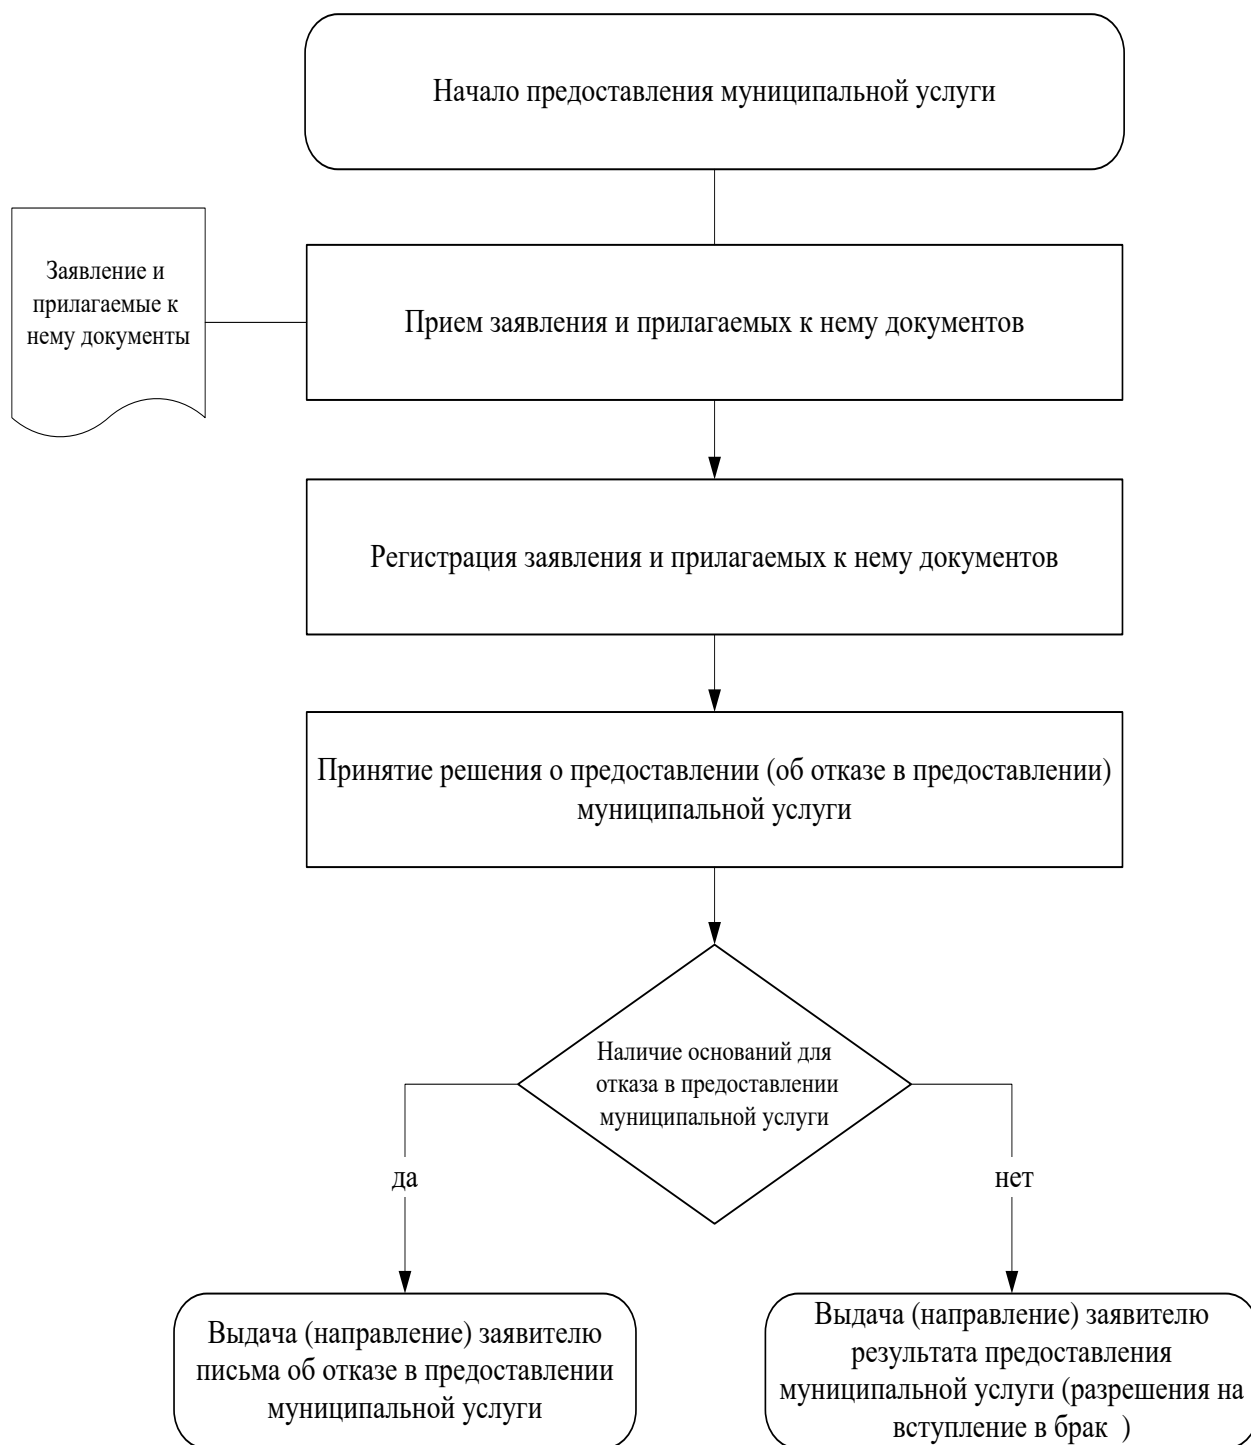 Начало предоставления муниципальной услуги
Заявление и
прилагаемые к
нему документы
Прием заявления и прилагаемых к нему документов
Регистрация заявления и прилагаемых к нему документов
Принятие решения о предоставлении (об отказе в предоставлении)
муниципальной услуги
Наличие оснований для
отказа в предоставлении
муниципальной услуги
да
нет
Выдача (направление) заявителю
письма об отказе в предоставлении
муниципальной услуги
Выдача (направление) заявителю
результата предоставления
муниципальной услуги (разрешения на
вступление в брак )